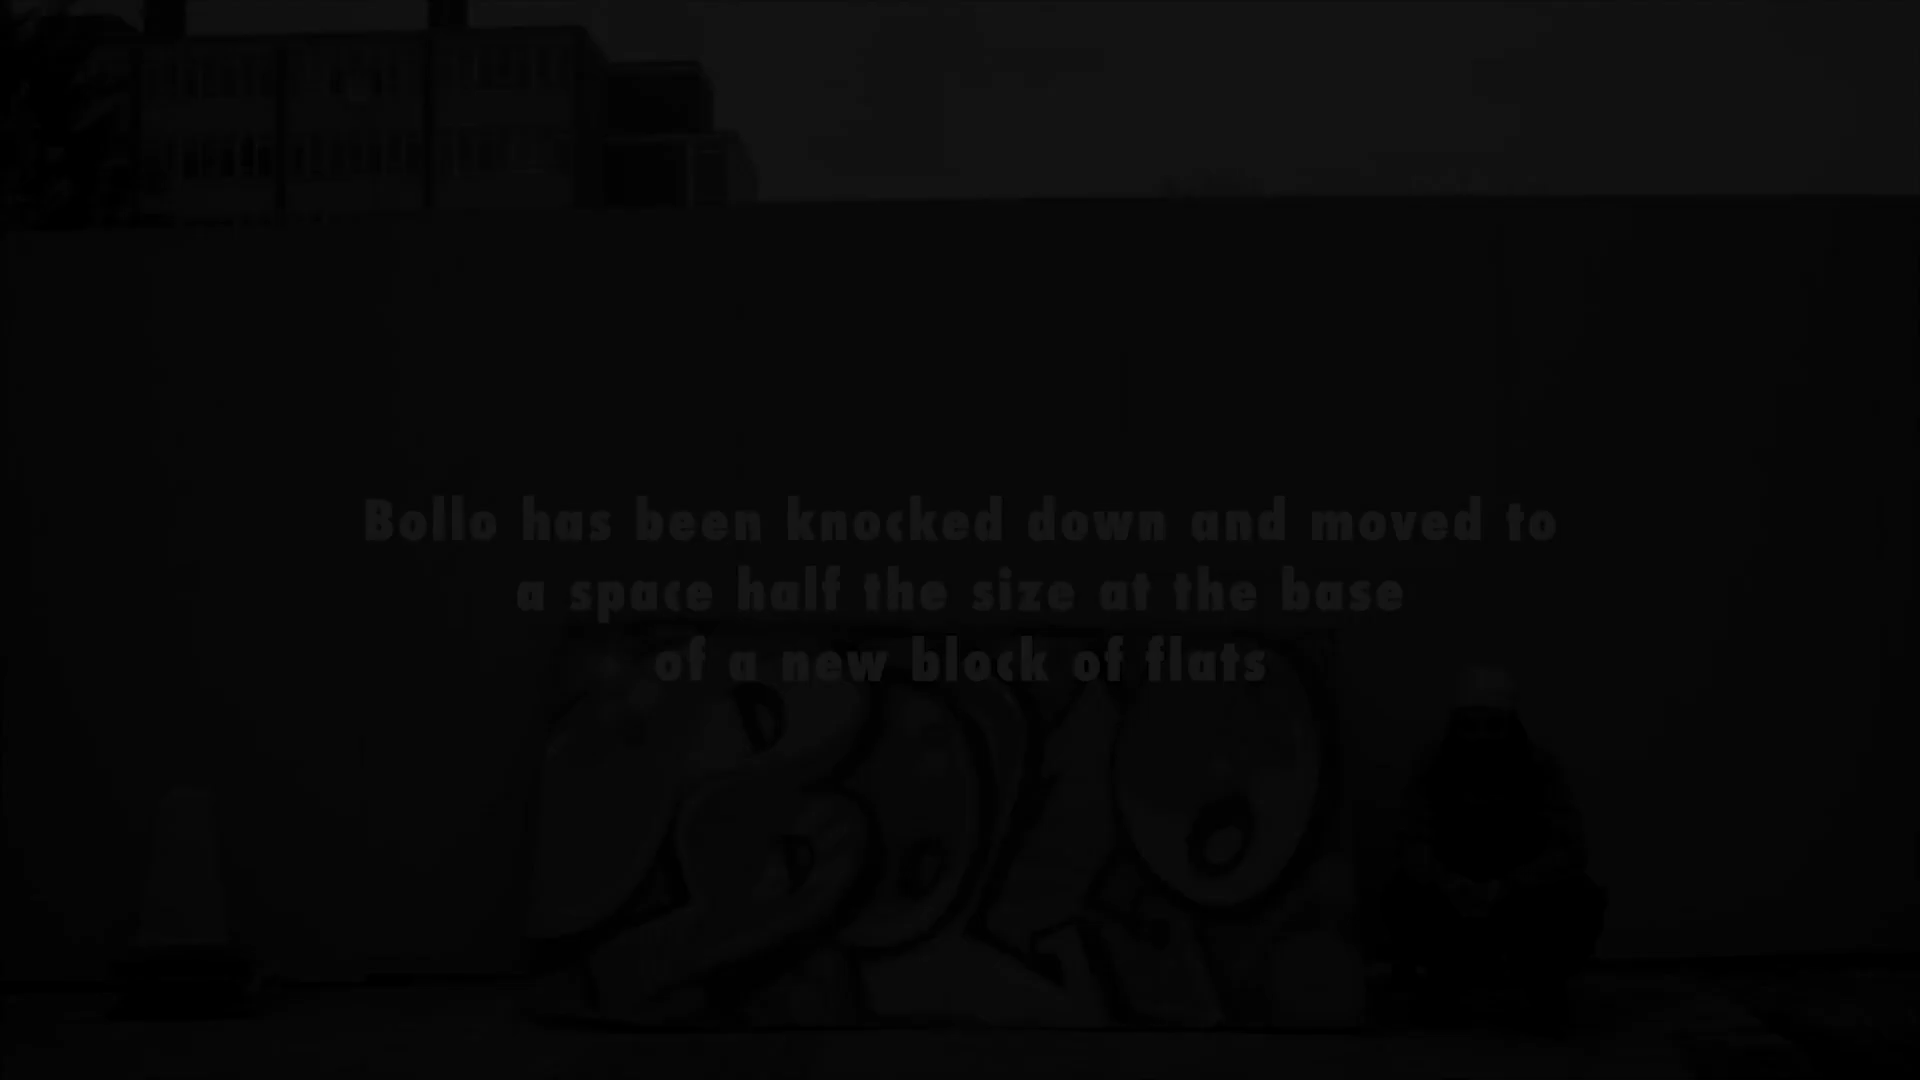 Bollo has been knocked down and moved to
a space half the size at the base
of a new block of flats